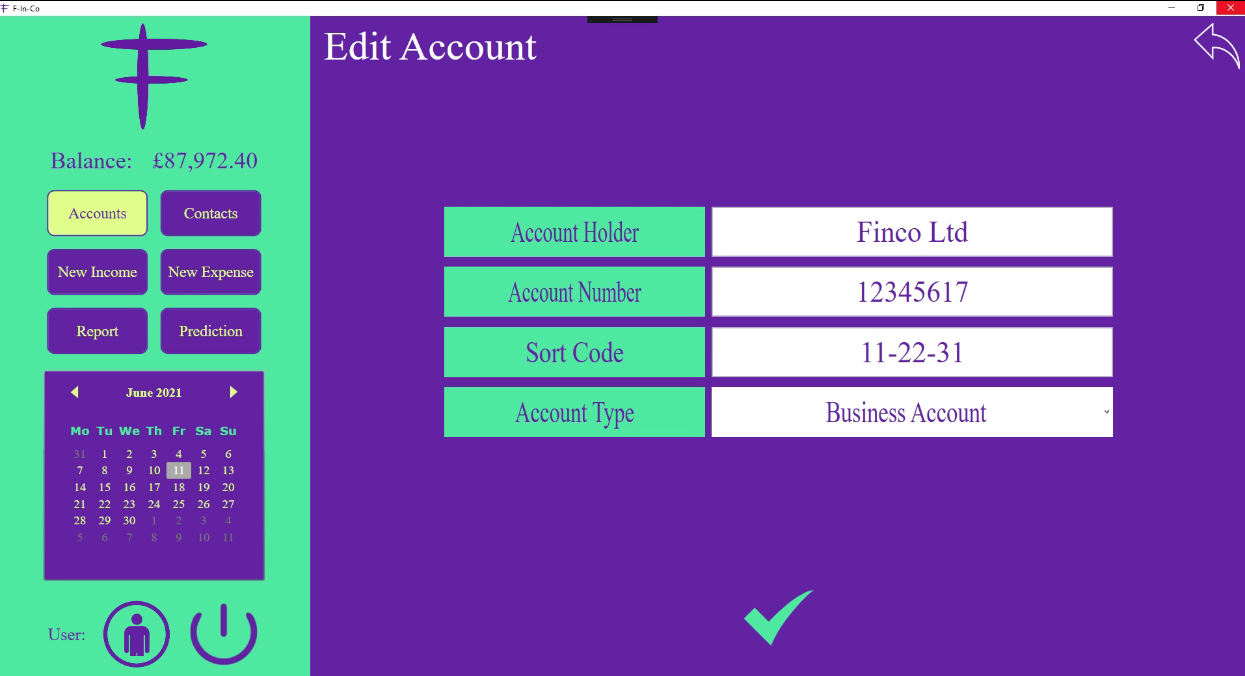 F-In-Co
Edit Account
Balance: £87,972.40
Accounts Contacts
New Income New Expense
Report Prediction
June 2021
Mo Tu We Th Fr Sa Su
31 1 2 3 4 5 6
7 8 9 10 11 12 13
14 15 16 17 18 19 20
21 22 23 24 25 26 27
28 29 30 1 2 3 4
5 6 7 8 9 10 11
User:
Account Holder Finco Ltd
Account Number 12345617
Sort Code 11-22-31
Account Type Business Account